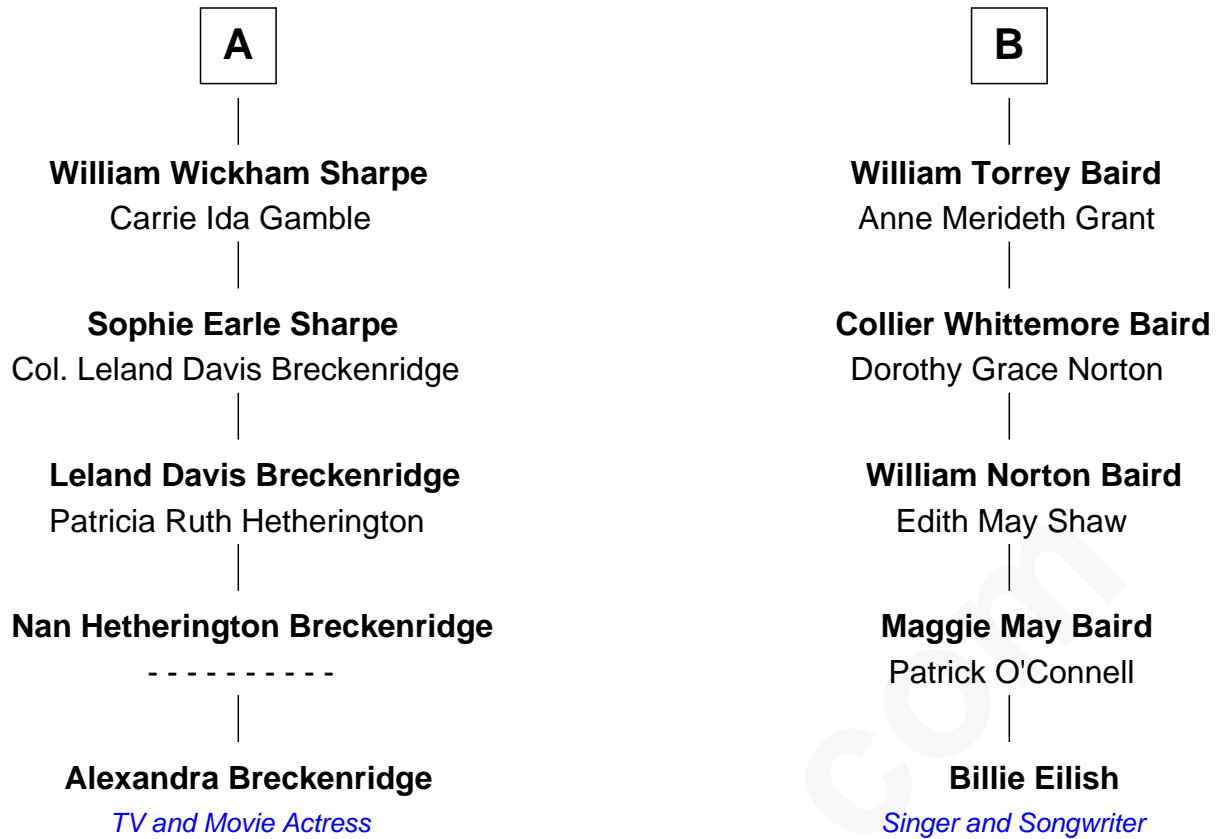 A
William Wickham Sharpe
Carrie Ida Gamble
Sophie Earle Sharpe
Col. Leland Davis Breckenridge
Leland Davis Breckenridge
Patricia Ruth Hetherington
Nan Hetherington Breckenridge
- - - - - - - - - -
Alexandra Breckenridge
TV and Movie Actress
B
William Torrey Baird
Anne Merideth Grant
Collier Whittemore Baird
Dorothy Grace Norton
William Norton Baird
Edith May Shaw
Maggie May Baird
Patrick O'Connell
Billie Eilish
Singer and Songwriter
com